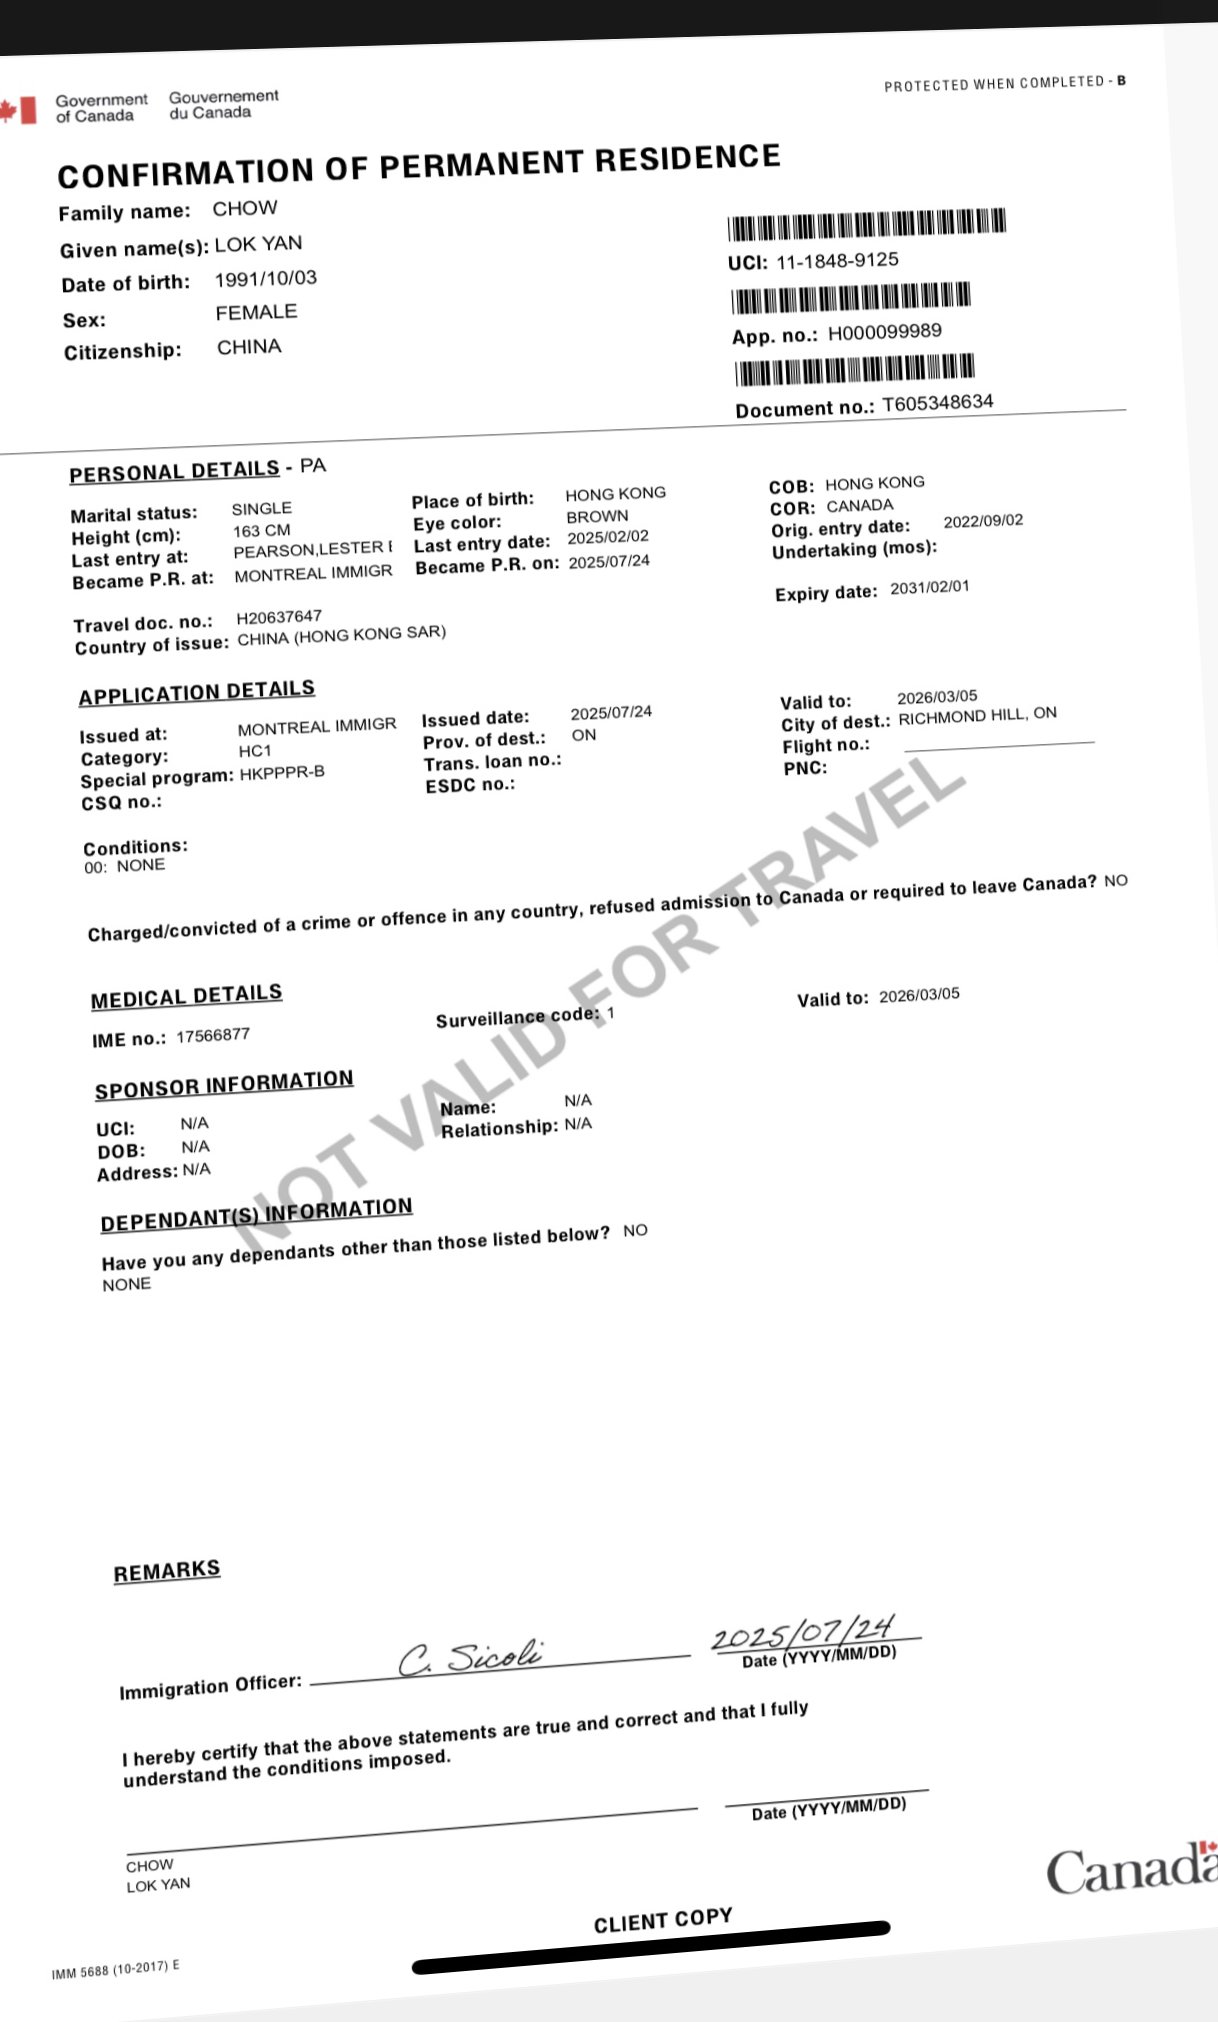 Government of Canada Gouvernement du Canada
PROTECTED WHEN COMPLETED - B
CONFIRMATION OF PERMANENT RESIDENCE
Family name: CHOW
Given name(s): LOK YAN
Date of birth: 1991/10/03
Sex: FEMALE
Citizenship: CHINA
UCI: 11-1848-9125
App. no.: H000099989
Document no.: T605348634
PERSONAL DETAILS - PA
Marital status: SINGLE Place of birth: HONG KONG COB: HONG KONG
Height (cm): 163 CM Eye color: BROWN COR: CANADA
Last entry at: PEARSON,LESTER Last entry date: 2025/02/02 Orig. entry date: 2022/09/02
Became P.R. at: MONTREAL IMMIGR Became P.R. on: 2025/07/24 Undertaking (mos):
Travel doc. no.: H20637647 Expiry date: 2031/02/01
Country of issue: CHINA (HONG KONG SAR)
APPLICATION DETAILS
Issued at: MONTREAL IMMIGR Issued date: 2025/07/24 Valid to: 2026/03/05
Category: HC1 Prov. of dest.: ON City of dest.: RICHMOND HILL, ON
Special program: HKPPPR-B Trans. loan no.: Flight no.:
CSQ no.: ESDC no.: PNC:
Conditions:
00: NONE
Charged/convicted of a crime or offence in any country, refused admission to Canada or required to leave Canada? NO
NOT VALID FOR TRAVEL
MEDICAL DETAILS
IME no.: 17566877 Surveillance code: 1 Valid to: 2026/03/05
SPONSOR INFORMATION
UCI: N/A Name: N/A
DOB: N/A Relationship: N/A
Address: N/A
DEPENDANT(S) INFORMATION
Have you any dependants other than those listed below? NO
NONE
REMARKS
Immigration Officer: C. Sicoli 2025/07/24
Date (YYYY/MM/DD)
I hereby certify that the above statements are true and correct and that I fully
understand the conditions imposed.
Date (YYYY/MM/DD)
CHOW
LOK YAN
CLIENT COPY
Canada
IMM 5688 (10-2017) E